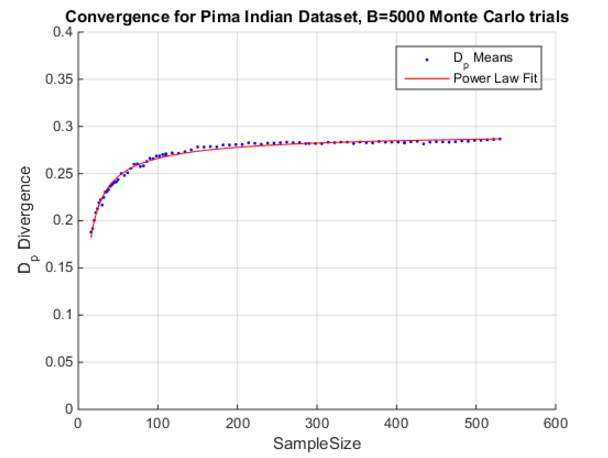 Convergence for Pima Indian Dataset, B=5000 Monte Carlo trials
0.4
0.35
0.3
0.25
0.2
0.15
0.1
0.05
0
D_p Divergence
D_p Means
Power Law Fit
0 100 200 300 400 500 600
SampleSize